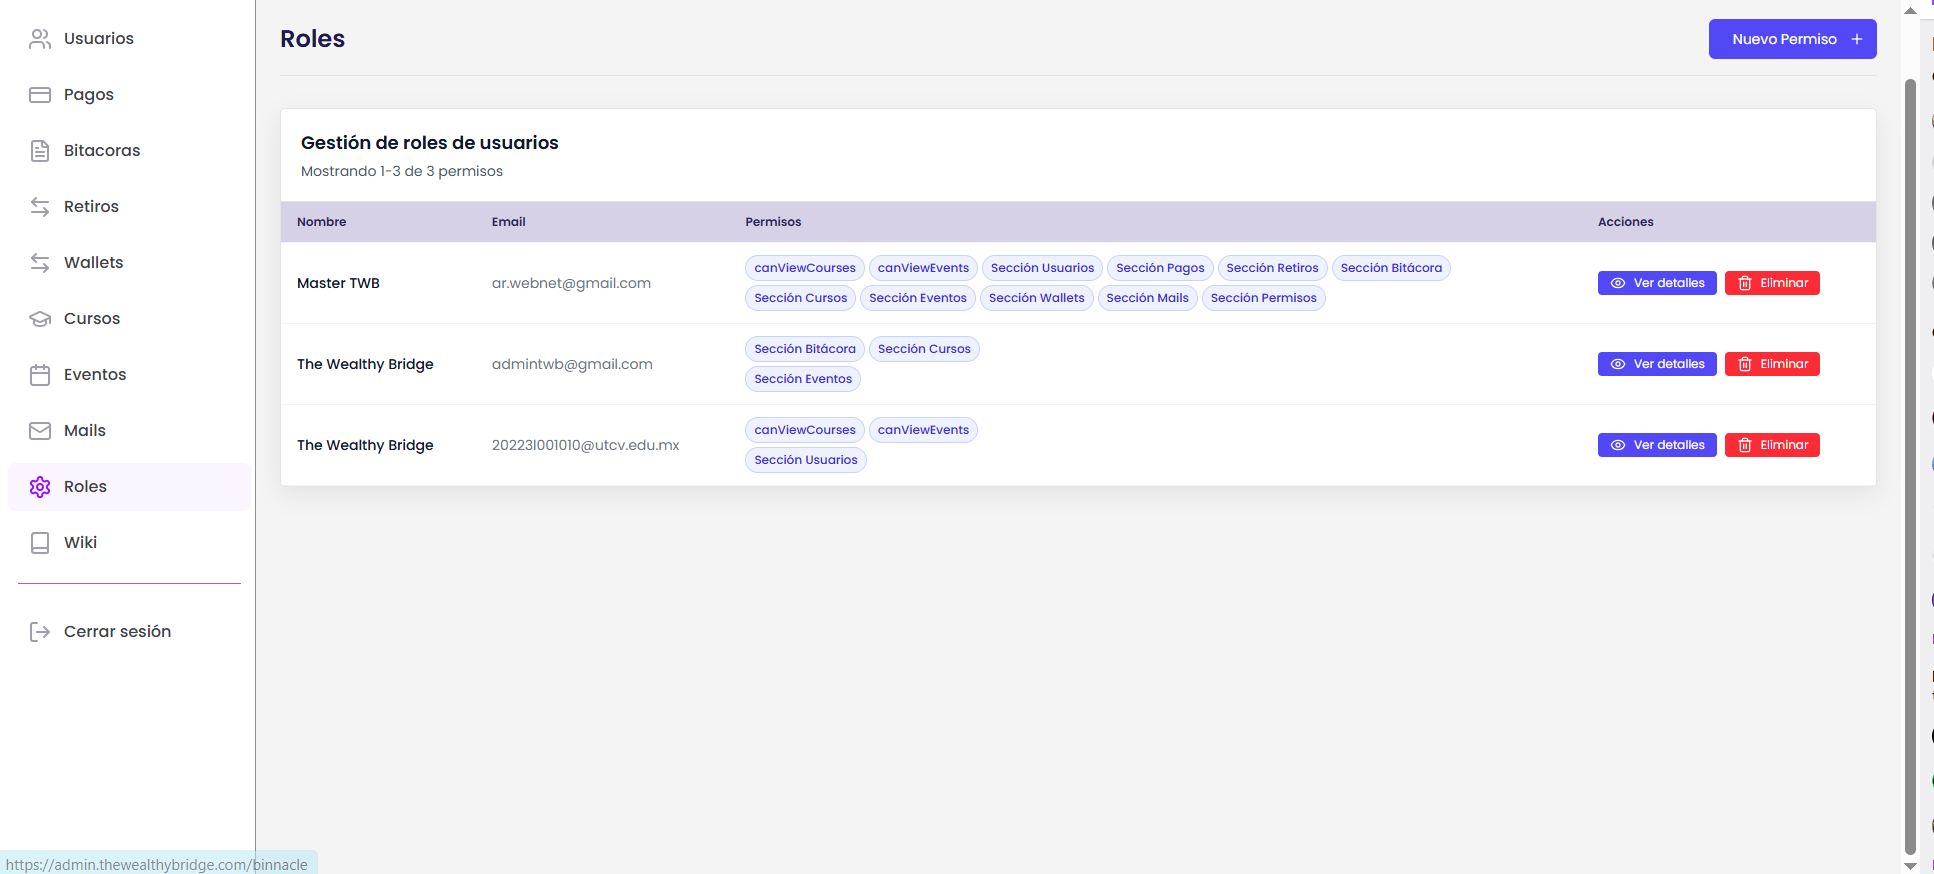 Usuarios
Pagos
Bitacoras
Retiros
Wallets
Cursos
Eventos
Mails
Roles
Wiki
Cerrar sesión
Roles
Nuevo Permiso +
Gestión de roles de usuarios
Mostrando 1-3 de 3 permisos
Nombre Email Permisos Acciones
Master TWB ar.webnet@gmail.com canViewCourses canViewEvents Sección Usuarios Sección Pagos Sección Retiros Sección Bitácora
Sección Cursos Sección Eventos Sección Wallets Sección Mails Sección Permisos
Ver detalles Eliminar
The Wealthy Bridge admintwb@gmail.com Sección Bitácora Sección Cursos
Sección Eventos
Ver detalles Eliminar
The Wealthy Bridge 20223l001010@utcv.edu.mx canViewCourses canViewEvents
Sección Usuarios
Ver detalles Eliminar
https://admin.thewealthybridge.com/binnacle